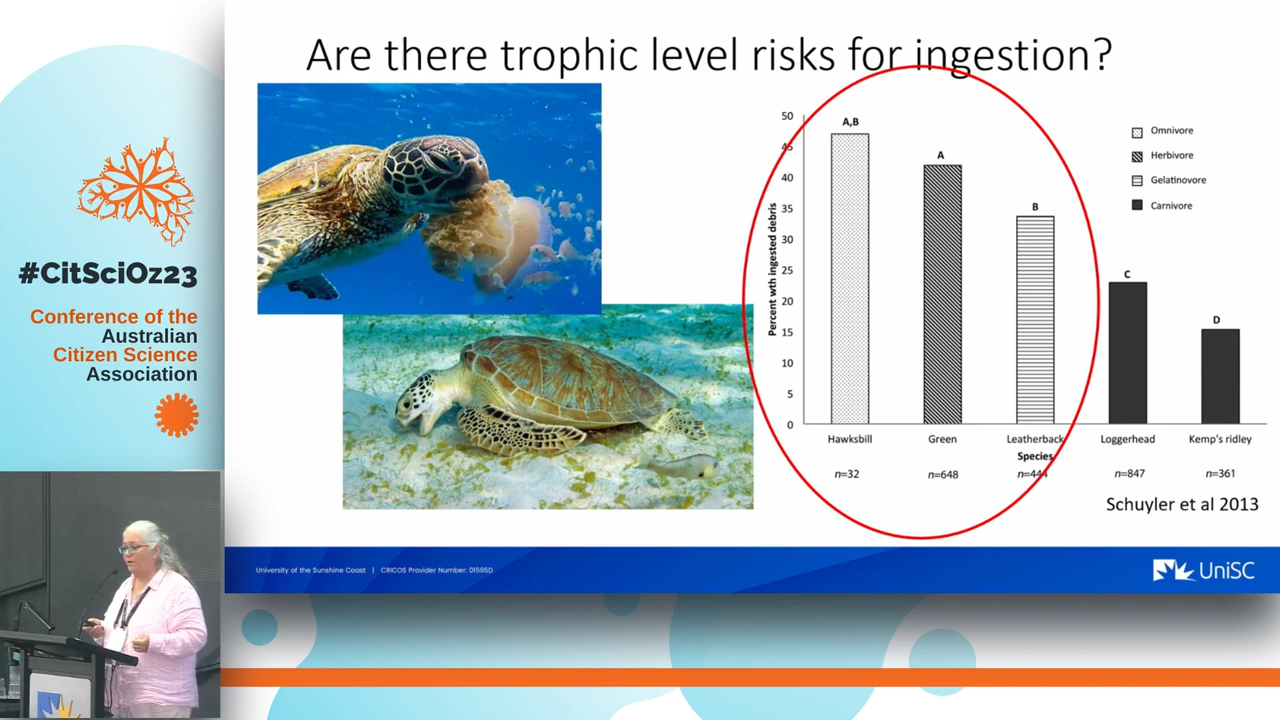 Are there trophic level risks for ingestion?
#CitSciOz23
Conference of the
Australian
Citizen Science
Association
Percent wth ingested debris
50
45
40
35
30
25
20
15
10
5
0
A,B
A
B
C
D
Omnivore
Herbivore
Gelatinovore
Carnivore
Hawksbill Green Leatherback Loggerhead Kemp's ridley
Species
n=32 n=648 n=444 n=847 n=361
Schuyler et al 2013
University of the Sunshine Coast | CRICOS Provider Number: 01595D
UniSC